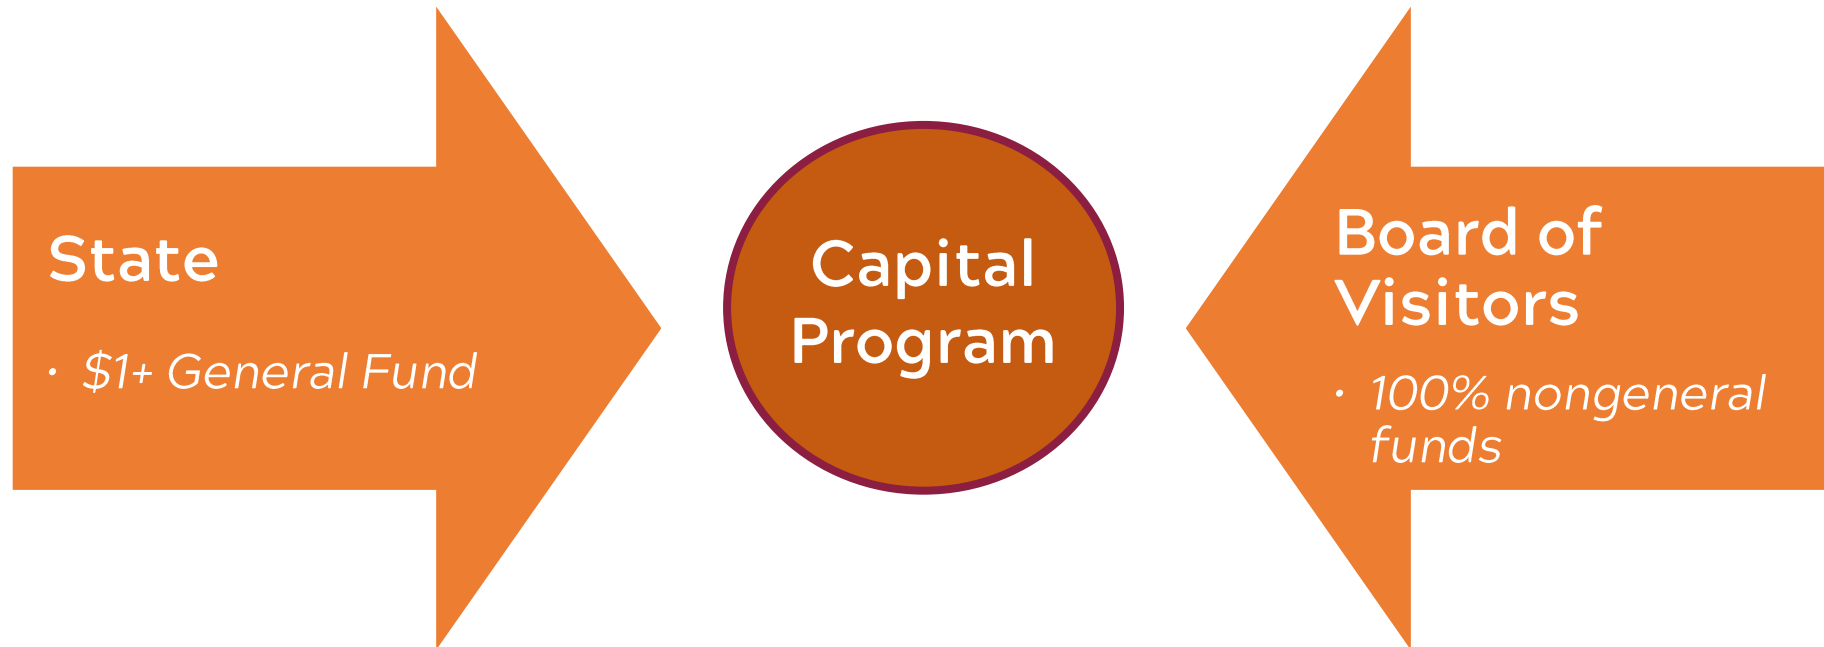 State
• $1+ General Fund
Capital
Program
Board of
Visitors
• 100% nongeneral
funds